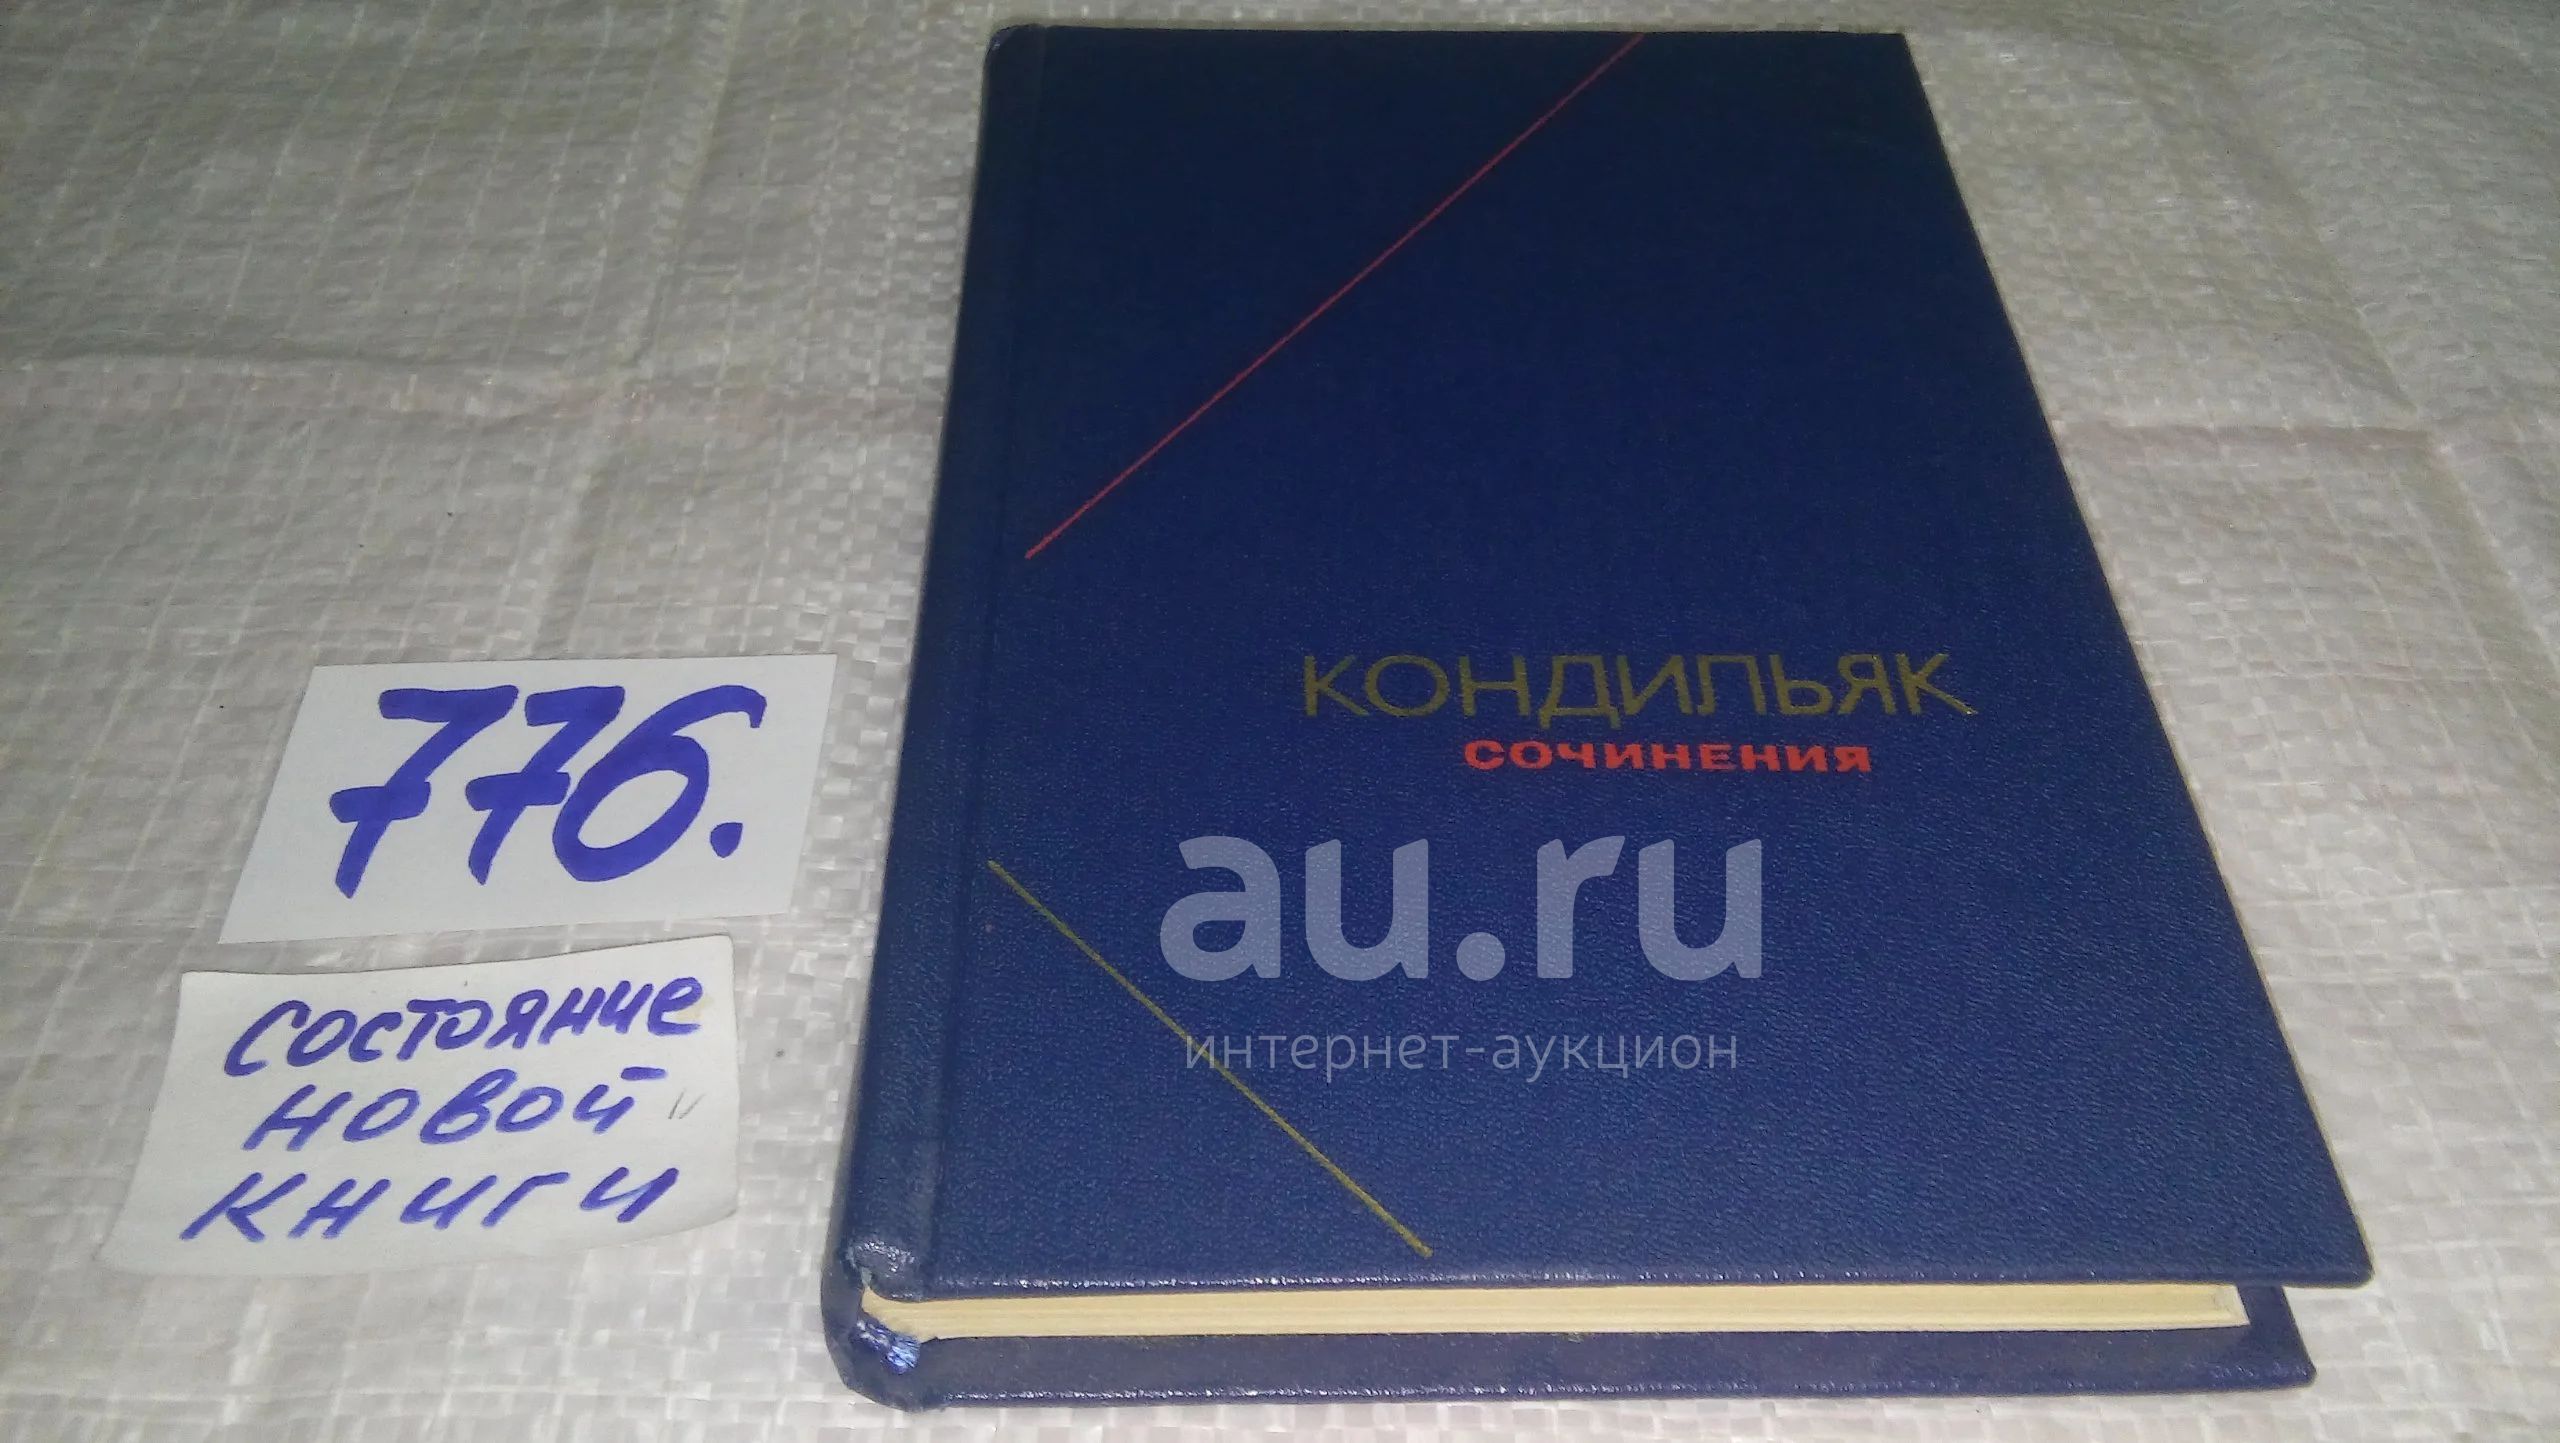 776.
состояние
новой
книги
КОНДИЛЬЯК
СОЧИНЕНИЯ
au.ru
интернет-аукцион